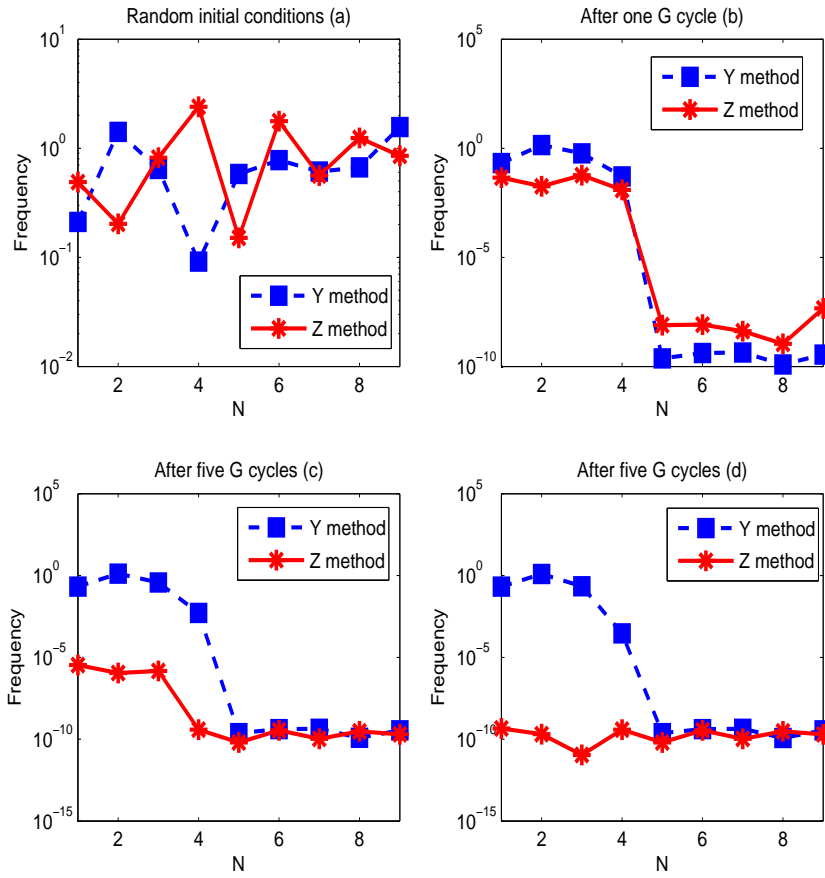 Random initial conditions (a)
10^1
10^0
10^−1
10^−2
Frequency
2
4
6
8
N
Y method
Z method
After one G cycle (b)
10^5
10^0
10^−5
10^−10
Frequency
2
4
6
8
N
Y method
Z method
After five G cycles (c)
10^5
10^0
10^−5
10^−10
10^−15
Frequency
2
4
6
8
N
Y method
Z method
After five G cycles (d)
10^5
10^0
10^−5
10^−10
10^−15
Frequency
2
4
6
8
N
Y method
Z method